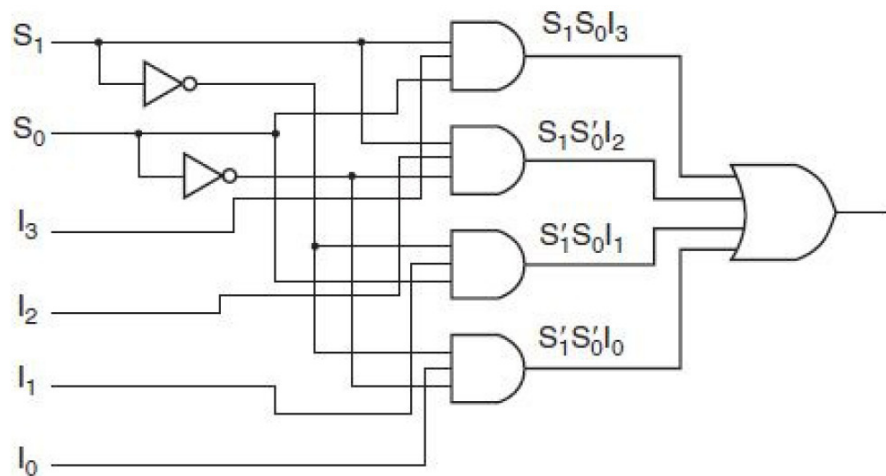 S₁
S₁S₀I₃
S₀
S₁S₀′I₂
I₃
S₁′S₀I₁
I₂
S₁′S₀′I₀
I₁
I₀